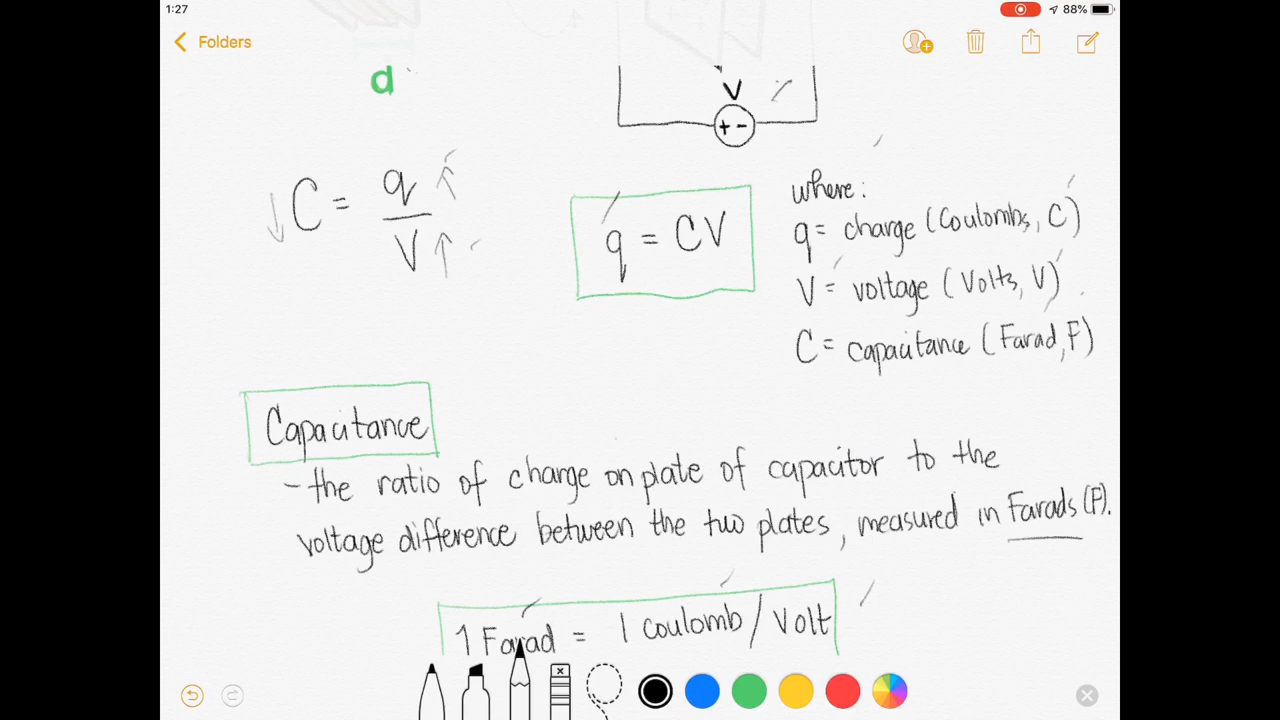 1:27
88%
Folders
d
V
+ -
C = q / V
q = CV
where:
q = charge (Coulombs, C)
V = voltage (Volts, V)
C = capacitance (Farad, F)
Capacitance
- the ratio of charge on plate of capacitor to the
voltage difference between the two plates, measured in Farads (F).
1 Farad = 1 coulomb / Volt